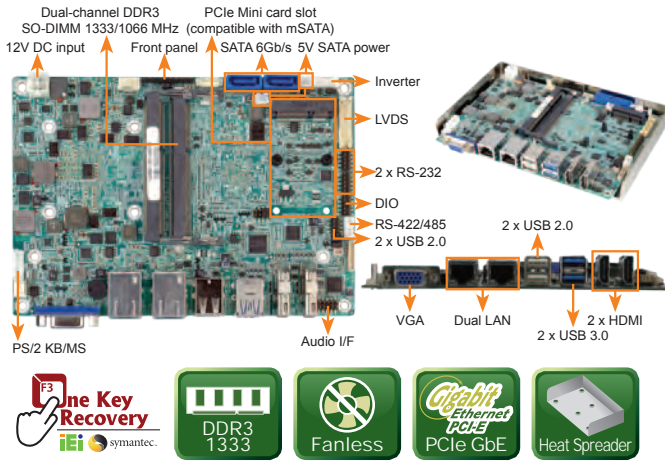 Dual-channel DDR3
SO-DIMM 1333/1066 MHz
PCIe Mini card slot
(compatible with mSATA)
12V DC input
Front panel
SATA 6Gb/s
5V SATA power
Inverter
LVDS
2 x RS-232
DIO
RS-422/485
2 x USB 2.0
PS/2 KB/MS
Audio I/F
2 x USB 2.0
VGA
Dual LAN
2 x USB 3.0
2 x HDMI
F3
One Key
Recovery
iEi
symantec.
DDR3
1333
Fanless
Gigabit
Ethernet
PCI-E
PCIe GbE
Heat Spreader